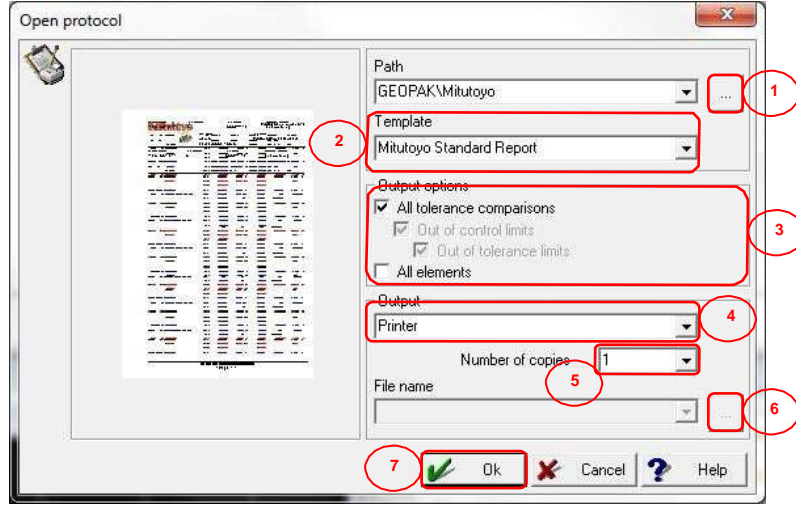 Open protocol
Path
GEOPAK\Mitutoyo
...
1
Template
2
Mitutoyo Standard Report
Output options
All tolerance comparisons
Out of control limits
3
Out of tolerance limits
All elements
Output
Printer
4
Number of copies
1
5
File name
...
6
7
Ok
Cancel
? Help
Mitutoyo